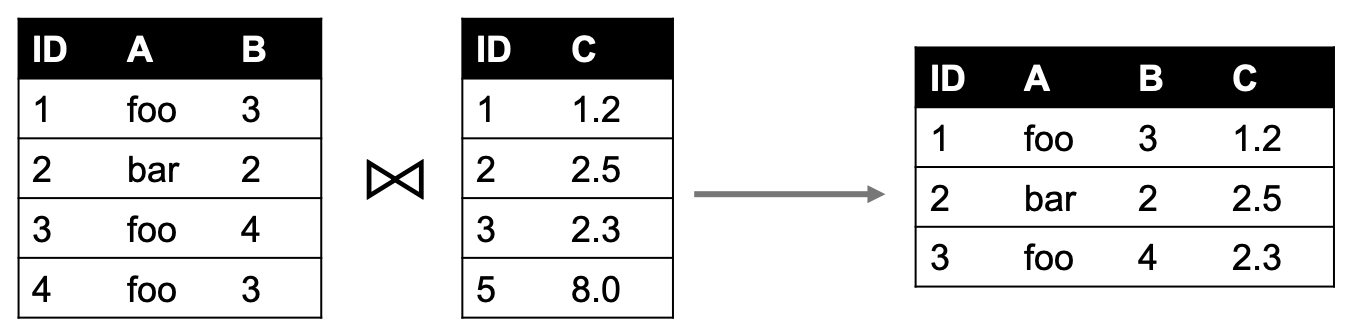 ID A B
1 foo 3
2 bar 2
3 foo 4
4 foo 3
⋈
ID C
1 1.2
2 2.5
3 2.3
5 8.0
ID A B C
1 foo 3 1.2
2 bar 2 2.5
3 foo 4 2.3